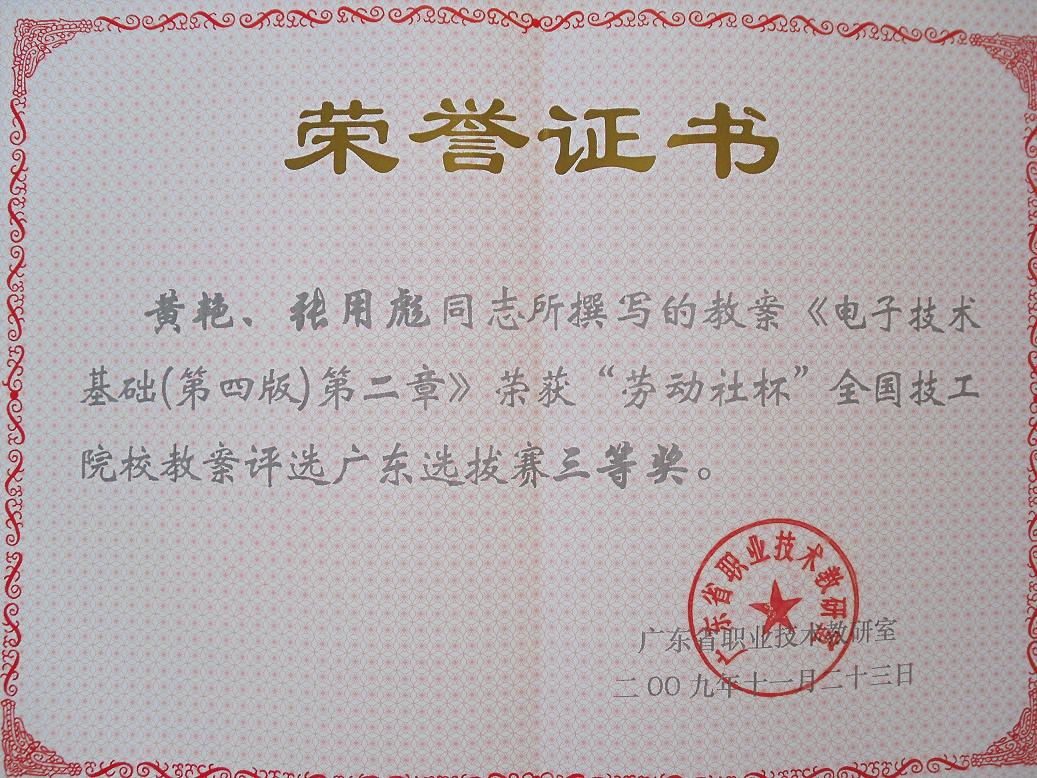 荣誉证书
黄艳、张用彪同志所撰写的教案《电子技术
基础(第四版)第二章》荣获“劳动社杯”全国技工
院校教案评选广东选拔赛三等奖。
广东省职业技术教研室
广东省职业技术教研室
二OO九年十一月二十三日